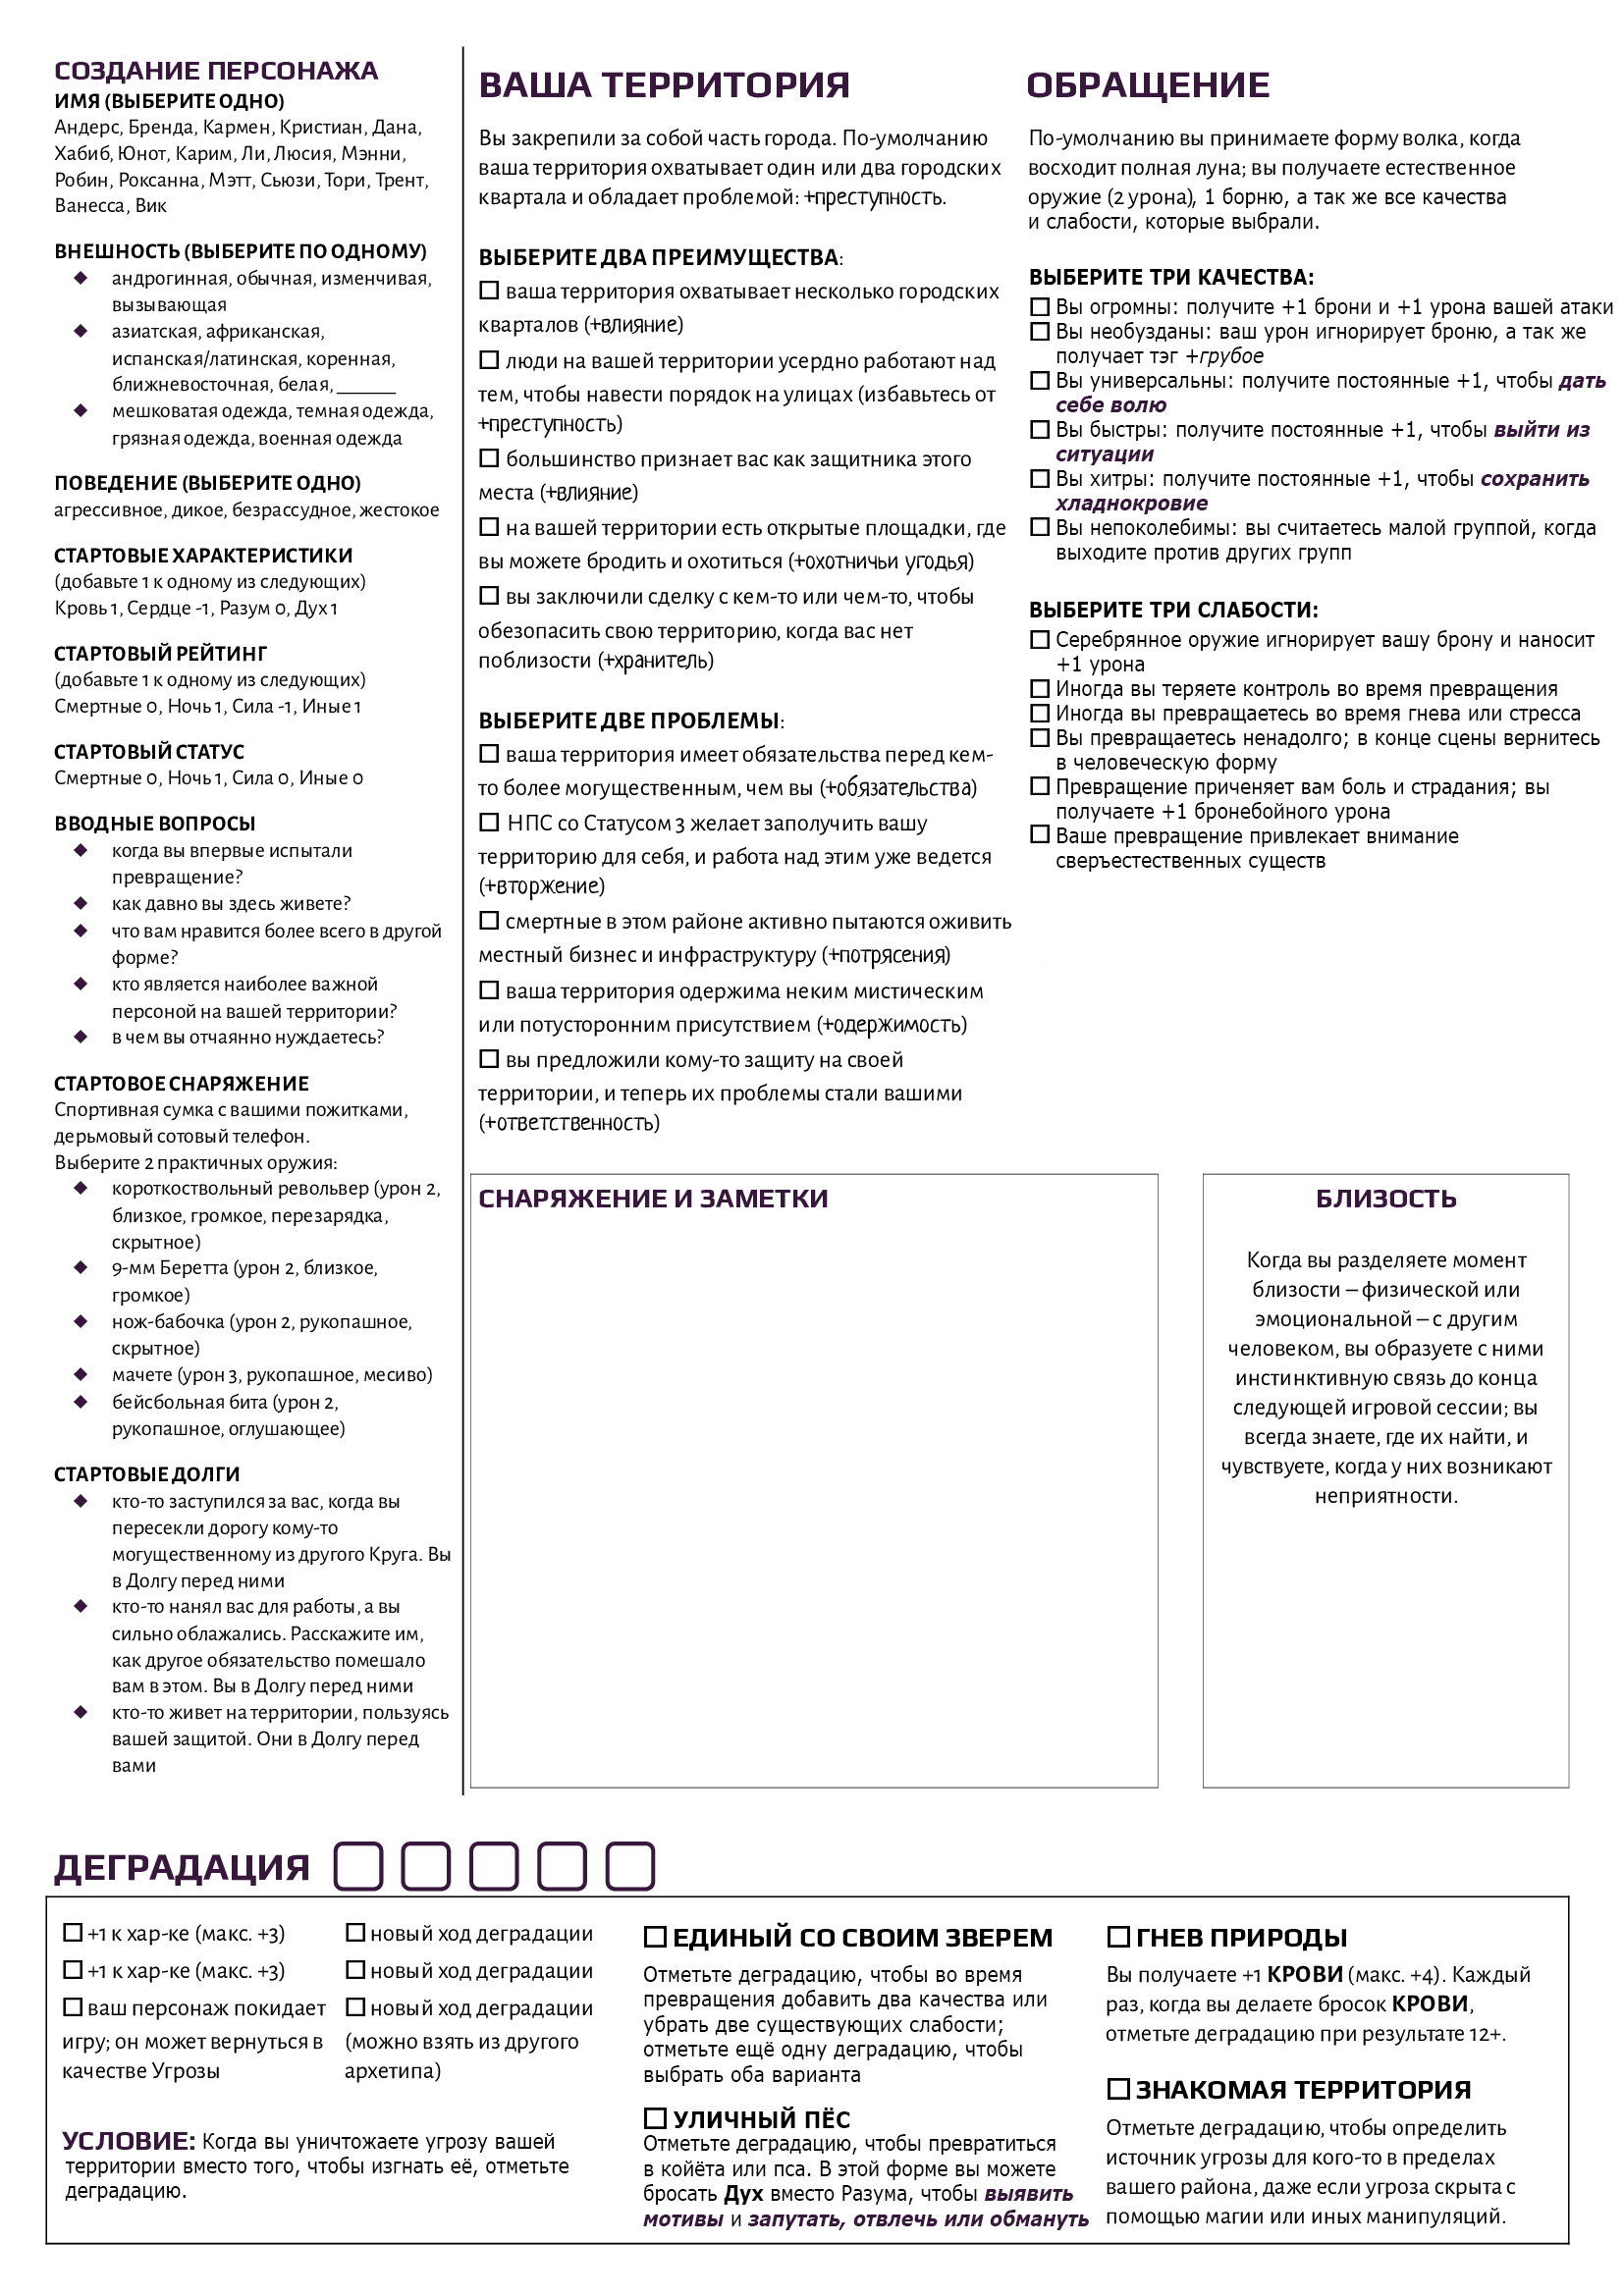 СОЗДАНИЕ ПЕРСОНАЖА
ИМЯ (ВЫБЕРИТЕ ОДНО)
Андерс, Бренда, Кармен, Кристиан, Дана,
Хабиб, Юнот, Карим, Ли, Люсия, Мэнни,
Робин, Роксанна, Мэтт, Сьюзи, Тори, Трент,
Ванесса, Вик
ВНЕШНОСТЬ (ВЫБЕРИТЕ ПО ОДНОМУ)
◆ андрогинная, обычная, изменчивая,
вызывающая
◆ азиатская, африканская,
испанская/латинская, коренная,
ближневосточная, белая, ______
◆ мешковатая одежда, темная одежда,
грязная одежда, военная одежда
ПОВЕДЕНИЕ (ВЫБЕРИТЕ ОДНО)
агрессивное, дикое, безрассудное, жестокое
СТАРТОВЫЕ ХАРАКТЕРИСТИКИ
(добавьте 1 к одному из следующих)
Кровь 1, Сердце -1, Разум 0, Дух 1
СТАРТОВЫЙ РЕЙТИНГ
(добавьте 1 к одному из следующих)
Смертные 0, Ночь 1, Сила -1, Иные 1
СТАРТОВЫЙ СТАТУС
Смертные 0, Ночь 1, Сила 0, Иные 0
ВВОДНЫЕ ВОПРОСЫ
◆ когда вы впервые испытали
превращение?
◆ как давно вы здесь живете?
◆ что вам нравится более всего в другой
форме?
◆ кто является наиболее важной
персоной на вашей территории?
◆ в чем вы отчаянно нуждаетесь?
СТАРТОВОЕ СНАРЯЖЕНИЕ
Спортивная сумка с вашими пожитками,
дерьмовый сотовый телефон.
Выберите 2 практичных оружия:
◆ короткоствольный револьвер (урон 2,
близкое, громкое, перезарядка,
скрытное)
◆ 9-мм Беретта (урон 2, близкое,
громкое)
◆ нож-бабочка (урон 2, рукопашное,
скрытное)
◆ мачете (урон 3, рукопашное, месиво)
◆ бейсбольная бита (урон 2,
рукопашное, оглушающее)
СТАРТОВЫЕ ДОЛГИ
◆ кто-то заступился за вас, когда вы
пересекли дорогу кому-то
могущественному из другого Круга. Вы
в Долгу перед ними
◆ кто-то нанял вас для работы, а вы
сильно облажались. Расскажите им,
как другое обязательство помешало
вам в этом. Вы в Долгу перед ними
◆ кто-то живет на территории, пользуясь
вашей защитой. Они в Долгу перед
вами
ВАША ТЕРРИТОРИЯ
Вы закрепили за собой часть города. По-умолчанию
ваша территория охватывает один или два городских
квартала и обладает проблемой: +преступность.
ВЫБЕРИТЕ ДВА ПРЕИМУЩЕСТВА:
☐ ваша территория охватывает несколько городских
кварталов (+влияние)
☐ люди на вашей территории усердно работают над
тем, чтобы навести порядок на улицах (избавьтесь от
+преступность)
☐ большинство признает вас как защитника этого
места (+влияние)
☐ на вашей территории есть открытые площадки, где
вы можете бродить и охотиться (+охотничьи угодья)
☐ вы заключили сделку с кем-то или чем-то, чтобы
обезопасить свою территорию, когда вас нет
поблизости (+хранитель)
ВЫБЕРИТЕ ДВЕ ПРОБЛЕМЫ:
☐ ваша территория имеет обязательства перед кем-
то более могущественным, чем вы (+обязательства)
☐ НПС со Статусом 3 желает заполучить вашу
территорию для себя, и работа над этим уже ведется
(+вторжение)
☐ смертные в этом районе активно пытаются оживить
местный бизнес и инфраструктуру (+потрясения)
☐ ваша территория одержима неким мистическим
или потусторонним присутствием (+одержимость)
☐ вы предложили кому-то защиту на своей
территории, и теперь их проблемы стали вашими
(+ответственность)
ОБРАЩЕНИЕ
По-умолчанию вы принимаете форму волка, когда
восходит полная луна; вы получаете естественное
оружие (2 урона), 1 борню, а так же все качества
и слабости, которые выбрали.
ВЫБЕРИТЕ ТРИ КАЧЕСТВА:
☐ Вы огромны: получите +1 брони и +1 урона вашей атаки
☐ Вы необузданы: ваш урон игнорирует броню, а так же
получает тэг +грубое
☐ Вы универсальны: получите постоянные +1, чтобы дать
себе волю
☐ Вы быстры: получите постоянные +1, чтобы выйти из
ситуации
☐ Вы хитры: получите постоянные +1, чтобы сохранить
хладнокровие
☐ Вы непоколебимы: вы считаетесь малой группой, когда
выходите против других групп
ВЫБЕРИТЕ ТРИ СЛАБОСТИ:
☐ Серебрянное оружие игнорирует вашу брону и наносит
+1 урона
☐ Иногда вы теряете контроль во время превращения
☐ Иногда вы превращаетесь во время гнева или стресса
☐ Вы превращаетесь ненадолго; в конце сцены вернитесь
в человеческую форму
☐ Превращение приченяет вам боль и страдания; вы
получаете +1 бронебойного урона
☐ Ваше превращение привлекает внимание
сверъестественных существ
СНАРЯЖЕНИЕ И ЗАМЕТКИ
БЛИЗОСТЬ
Когда вы разделяете момент
близости – физической или
эмоциональной – с другим
человеком, вы образуете с ними
инстинктивную связь до конца
следующей игровой сессии; вы
всегда знаете, где их найти, и
чувствуете, когда у них возникают
неприятности.
ДЕГРАДАЦИЯ
☐ +1 к хар-ке (макс. +3)
☐ +1 к хар-ке (макс. +3)
☐ ваш персонаж покидает
игру; он может вернуться в
качестве Угрозы
☐ новый ход деградации
☐ новый ход деградации
☐ новый ход деградации
(можно взять из другого
архетипа)
УСЛОВИЕ: Когда вы уничтожаете угрозу вашей
территории вместо того, чтобы изгнать её, отметьте
деградацию.
☐ ЕДИНЫЙ СО СВОИМ ЗВЕРЕМ
Отметьте деградацию, чтобы во время
превращения добавить два качества или
убрать две существующих слабости;
отметьте ещё одну деградацию, чтобы
выбрать оба варианта
☐ УЛИЧНЫЙ ПЁС
Отметьте деградацию, чтобы превратиться
в койёта или пса. В этой форме вы можете
бросать Дух вместо Разума, чтобы выявить
мотивы и запутать, отвлечь или обмануть
☐ ГНЕВ ПРИРОДЫ
Вы получаете +1 КРОВИ (макс. +4). Каждый
раз, когда вы делаете бросок КРОВИ,
отметьте деградацию при результате 12+.
☐ ЗНАКОМАЯ ТЕРРИТОРИЯ
Отметьте деградацию, чтобы определить
источник угрозы для кого-то в пределах
вашего района, даже если угроза скрыта с
помощью магии или иных манипуляций.